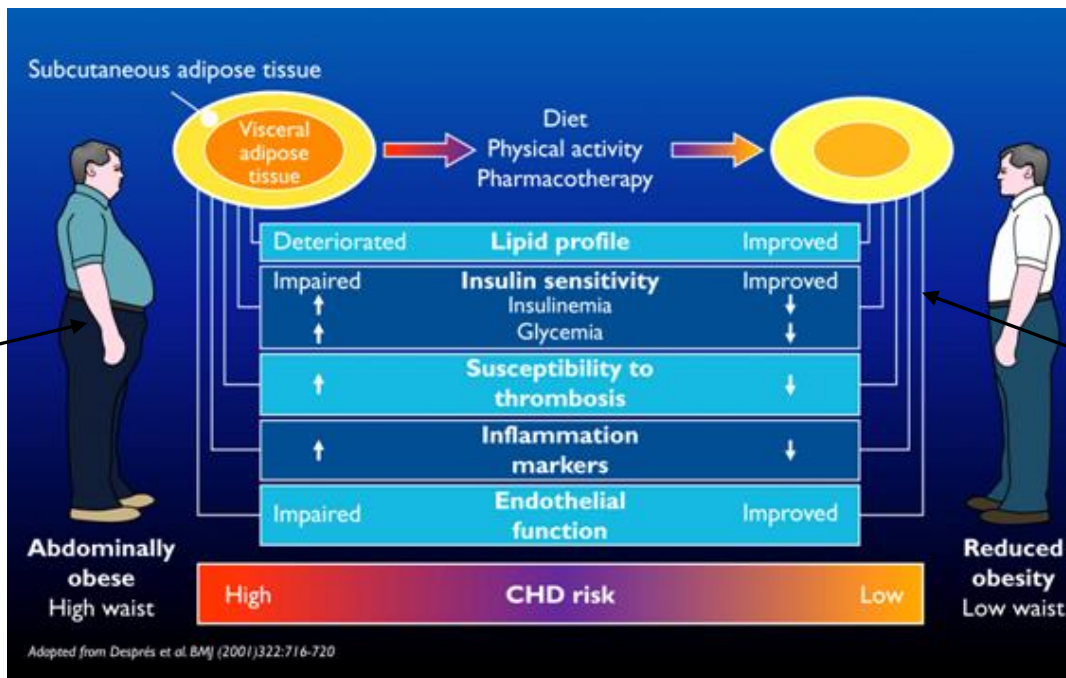 Subcutaneous adipose tissue
Visceral
adipose
tissue
Diet
Physical activity
Pharmacotherapy
Deteriorated Lipid profile Improved
Impaired Insulin sensitivity Improved
↑ Insulinemia ↓
↑ Glycemia ↓
↑ Susceptibility to ↓
thrombosis
↑ Inflammation ↓
markers
Impaired Endothelial Improved
function
Abdominally
obese
High waist
Reduced
obesity
Low waist
High CHD risk Low
Adapted from Després et al. BMJ (2001)322:716-720